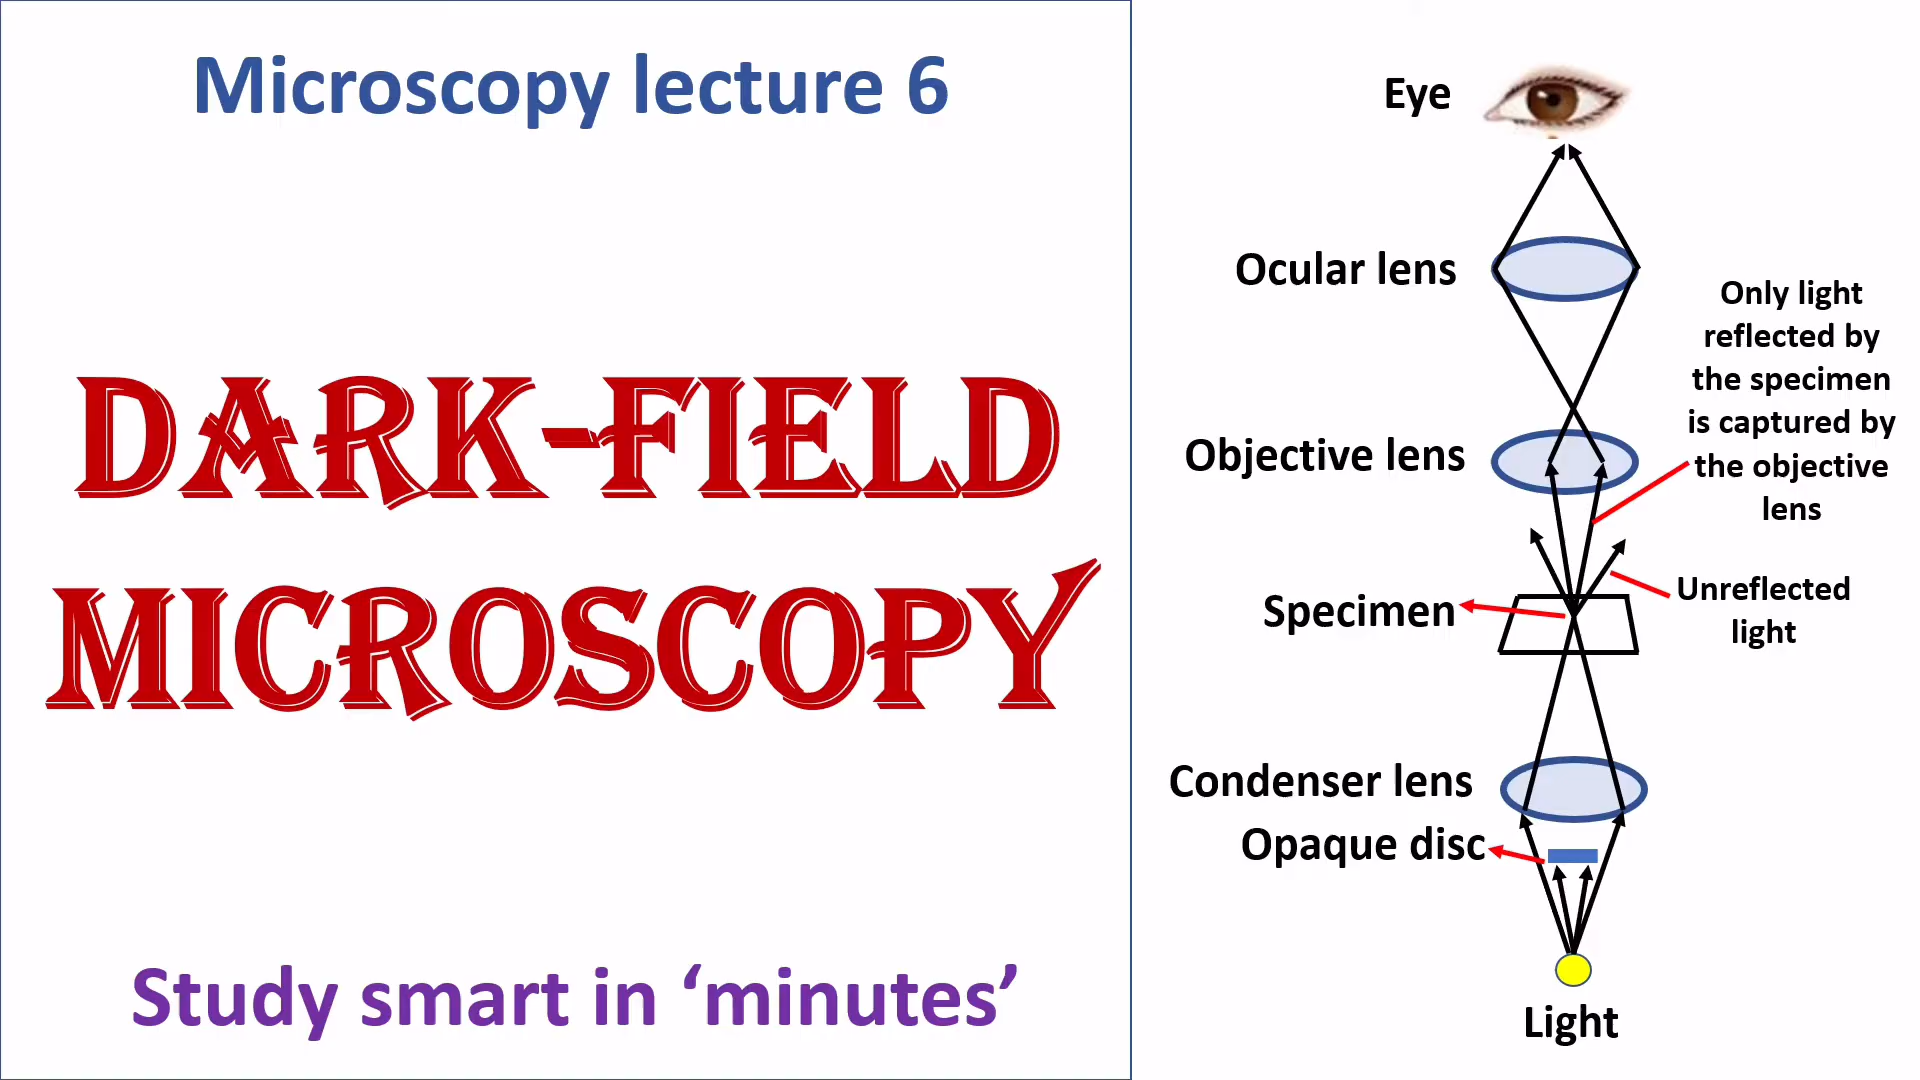 Microscopy lecture 6
DARK-FIELD
MICROSCOPY
Study smart in ‘minutes’
Eye
Ocular lens
Only light
reflected by
the specimen
is captured by
the objective
lens
Objective lens
Unreflected
light
Specimen
Condenser lens
Opaque disc
Light